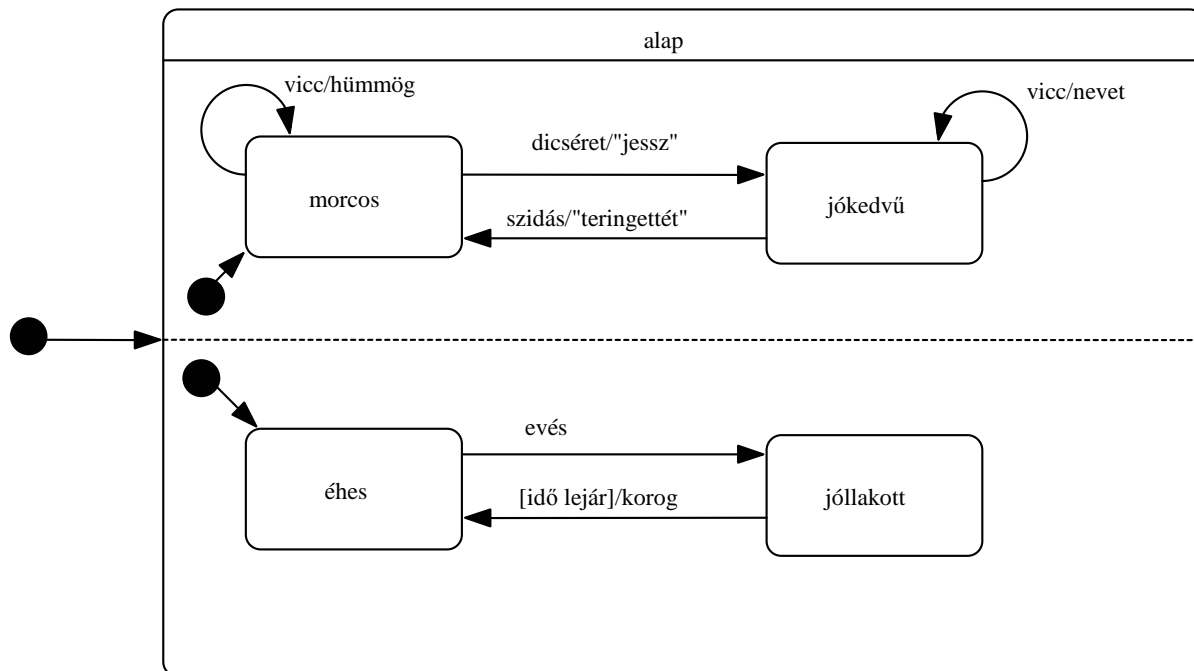 alap
vicc/hümmög
vicc/nevet
dicséret/"jessz"
morcos
jókedvű
szidás/"teringettét"
evés
éhes
[idő lejár]/korog
jóllakott